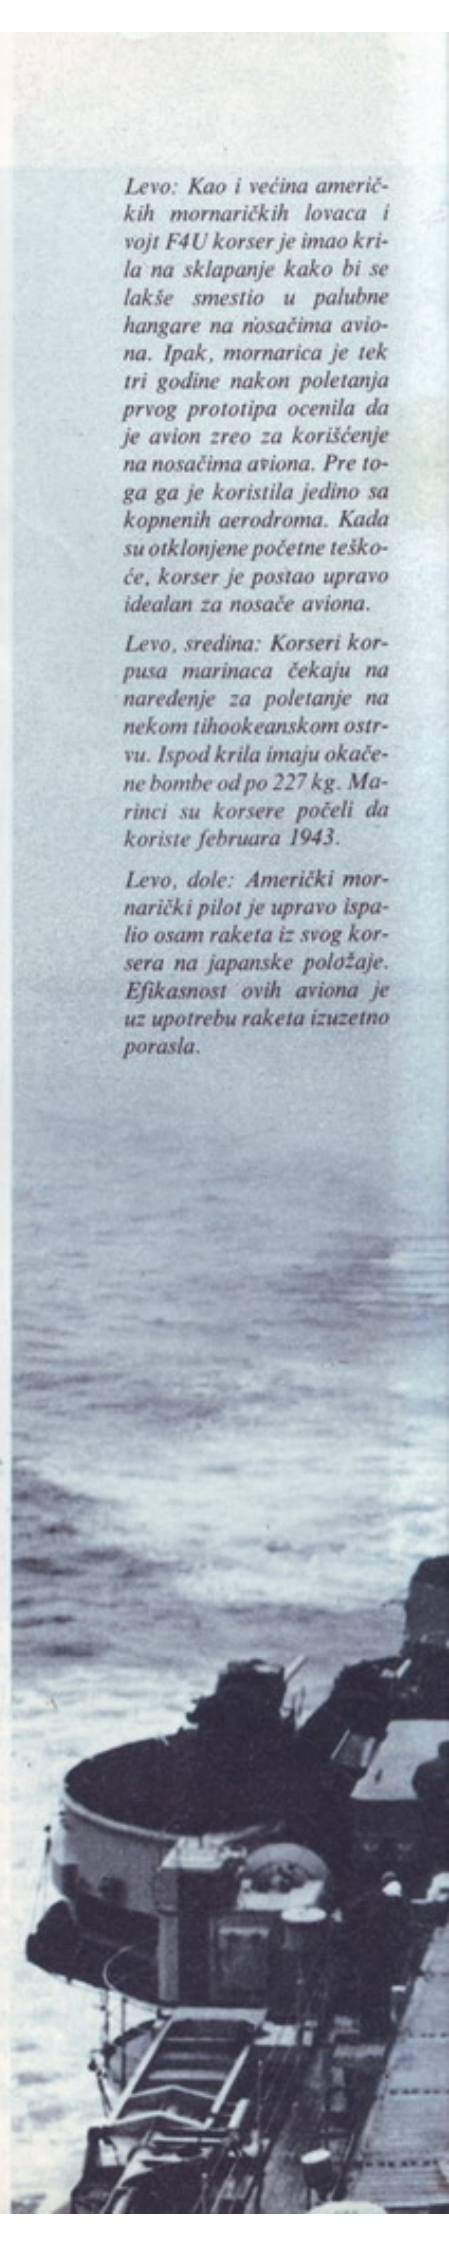 Levo: Kao i većina američ-
kih mornaričkih lovaca i
vojt F4U korser je imao kri-
la na sklapanje kako bi se
lakše smestio u palubne
hangare na nosačima avio-
na. Ipak, mornarica je tek
tri godine nakon poletanja
prvog prototipa ocenila da
je avion zreo za korišćenje
na nosačima aviona. Pre to-
ga ga je koristila jedino sa
kopnenih aerodroma. Kada
su otklonjene početne teško-
će, korser je postao upravo
idealan za nosače aviona.
Levo, sredina: Korseri kor-
pusa marinaca čekaju na
naređenje za poletanje na
nekom tihookeanskom ostr-
vu. Ispod krila imaju okače-
ne bombe od po 227 kg. Ma-
rinci su korsere počeli da
koriste februara 1943.
Levo, dole: Američki mor-
narički pilot je upravo ispa-
lio osam raketa iz svog kor-
sera na japanske položaje.
Efikasnost ovih aviona je
uz upotrebu raketa izuzetno
porasla.